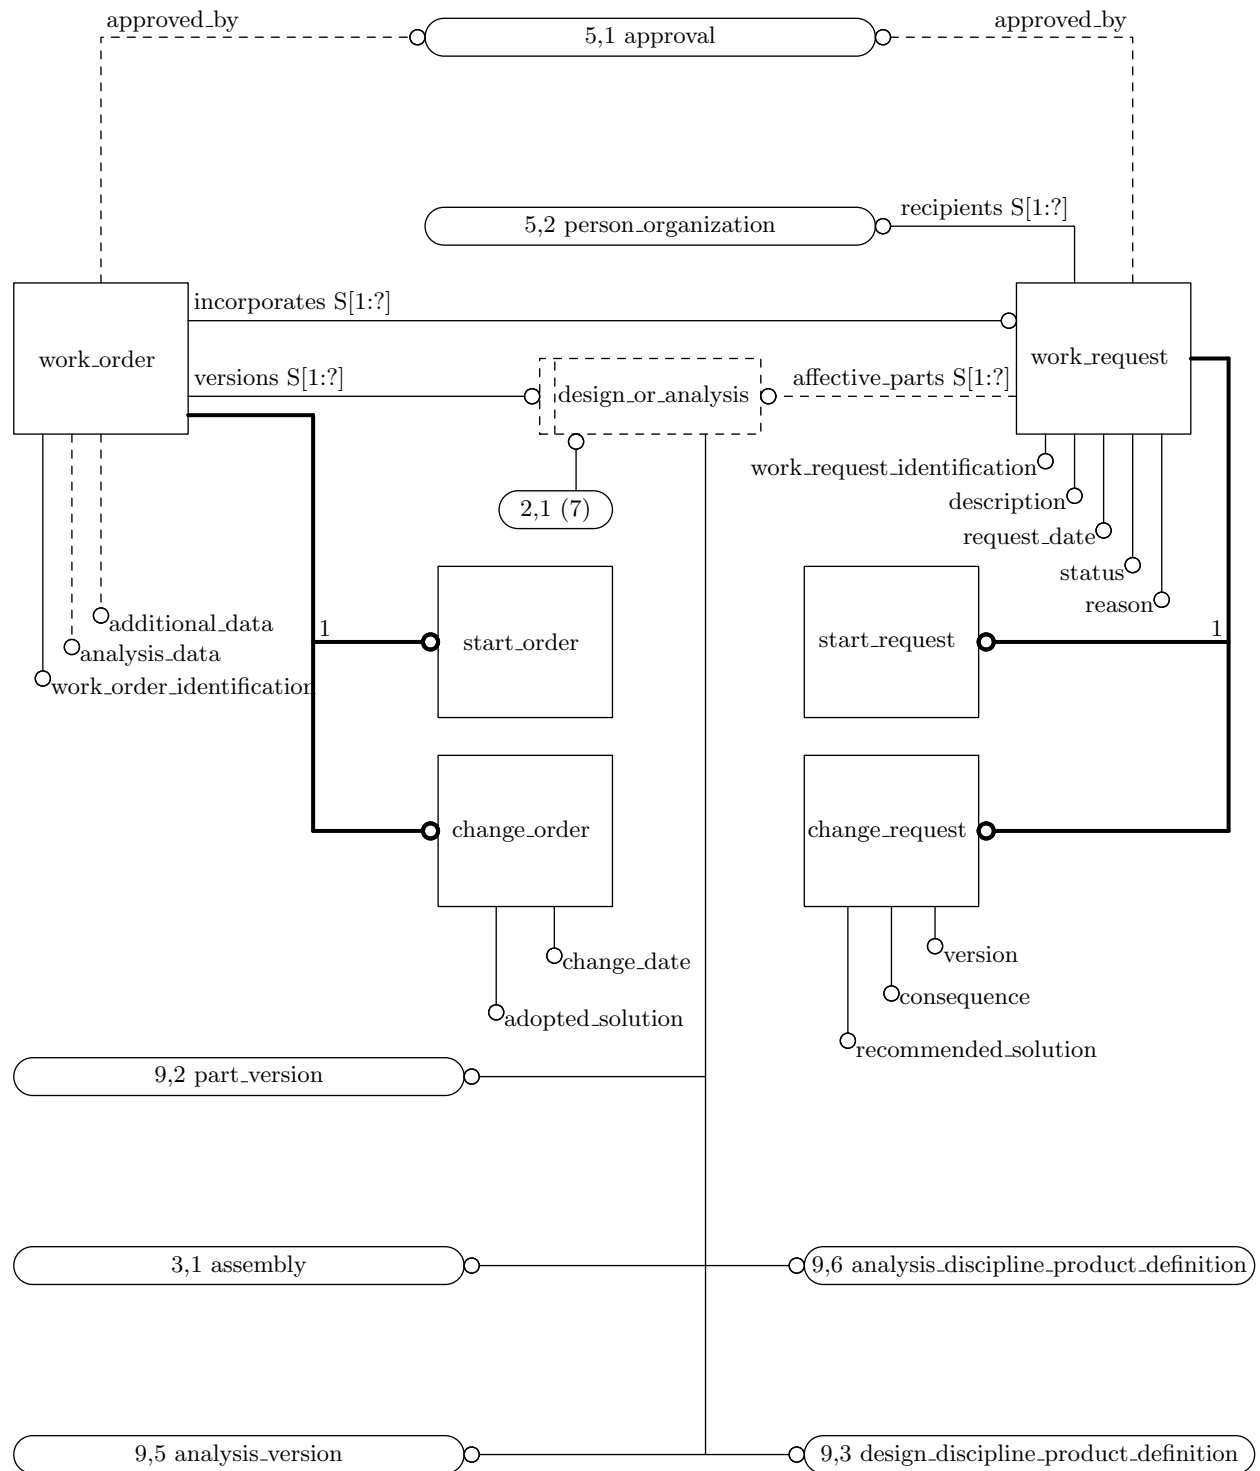 approved_by
approved_by
5,1 approval
recipients S[1:?]
5,2 person_organization
incorporates S[1:?]
work_order
work_request
versions S[1:?]
design_or_analysis
affective_parts S[1:?]
work_request_identification
2,1 (7)
description
request_date
status
reason
additional_data
1
start_order
start_request
1
analysis_data
work_order_identification
change_order
change_request
change_date
version
adopted_solution
consequence
recommended_solution
9,2 part_version
3,1 assembly
9,6 analysis_discipline_product_definition
9,5 analysis_version
9,3 design_discipline_product_definition